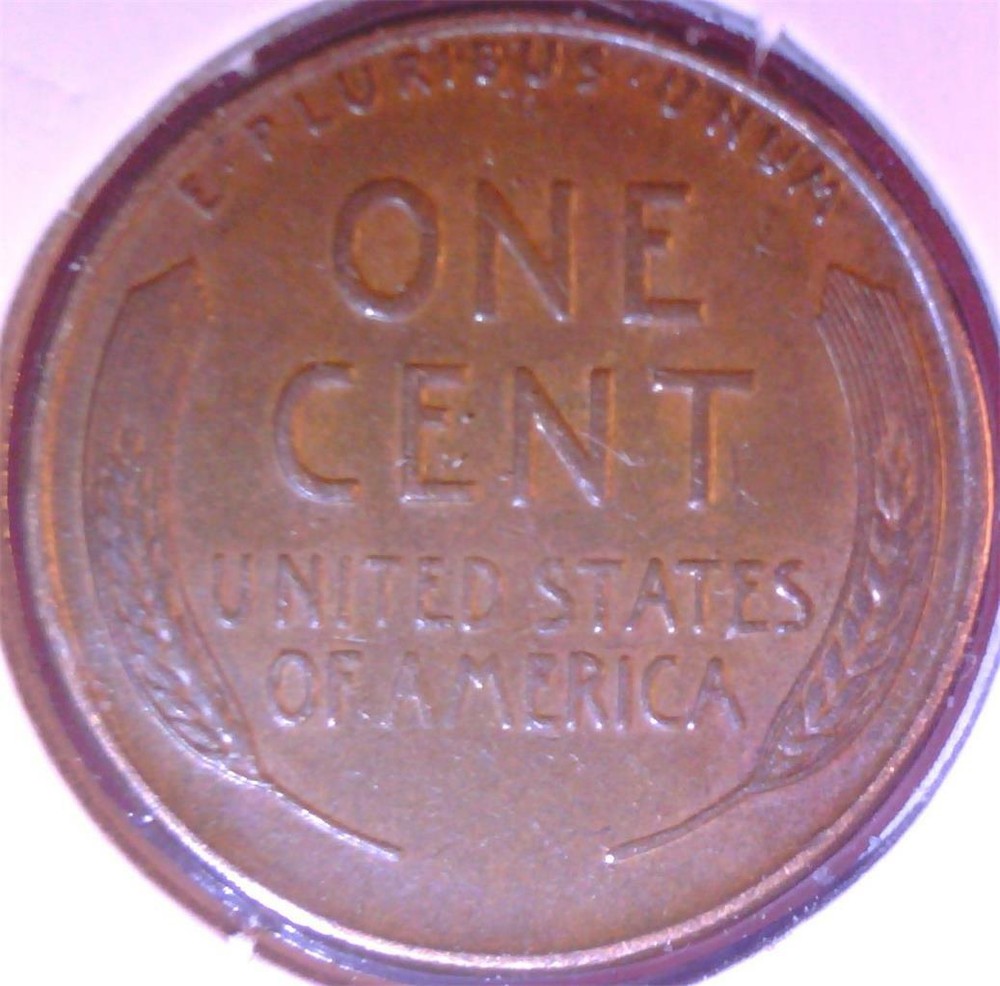 E · PLURIBUS · UNUM
ONE
CENT
UNITED STATES
OF AMERICA